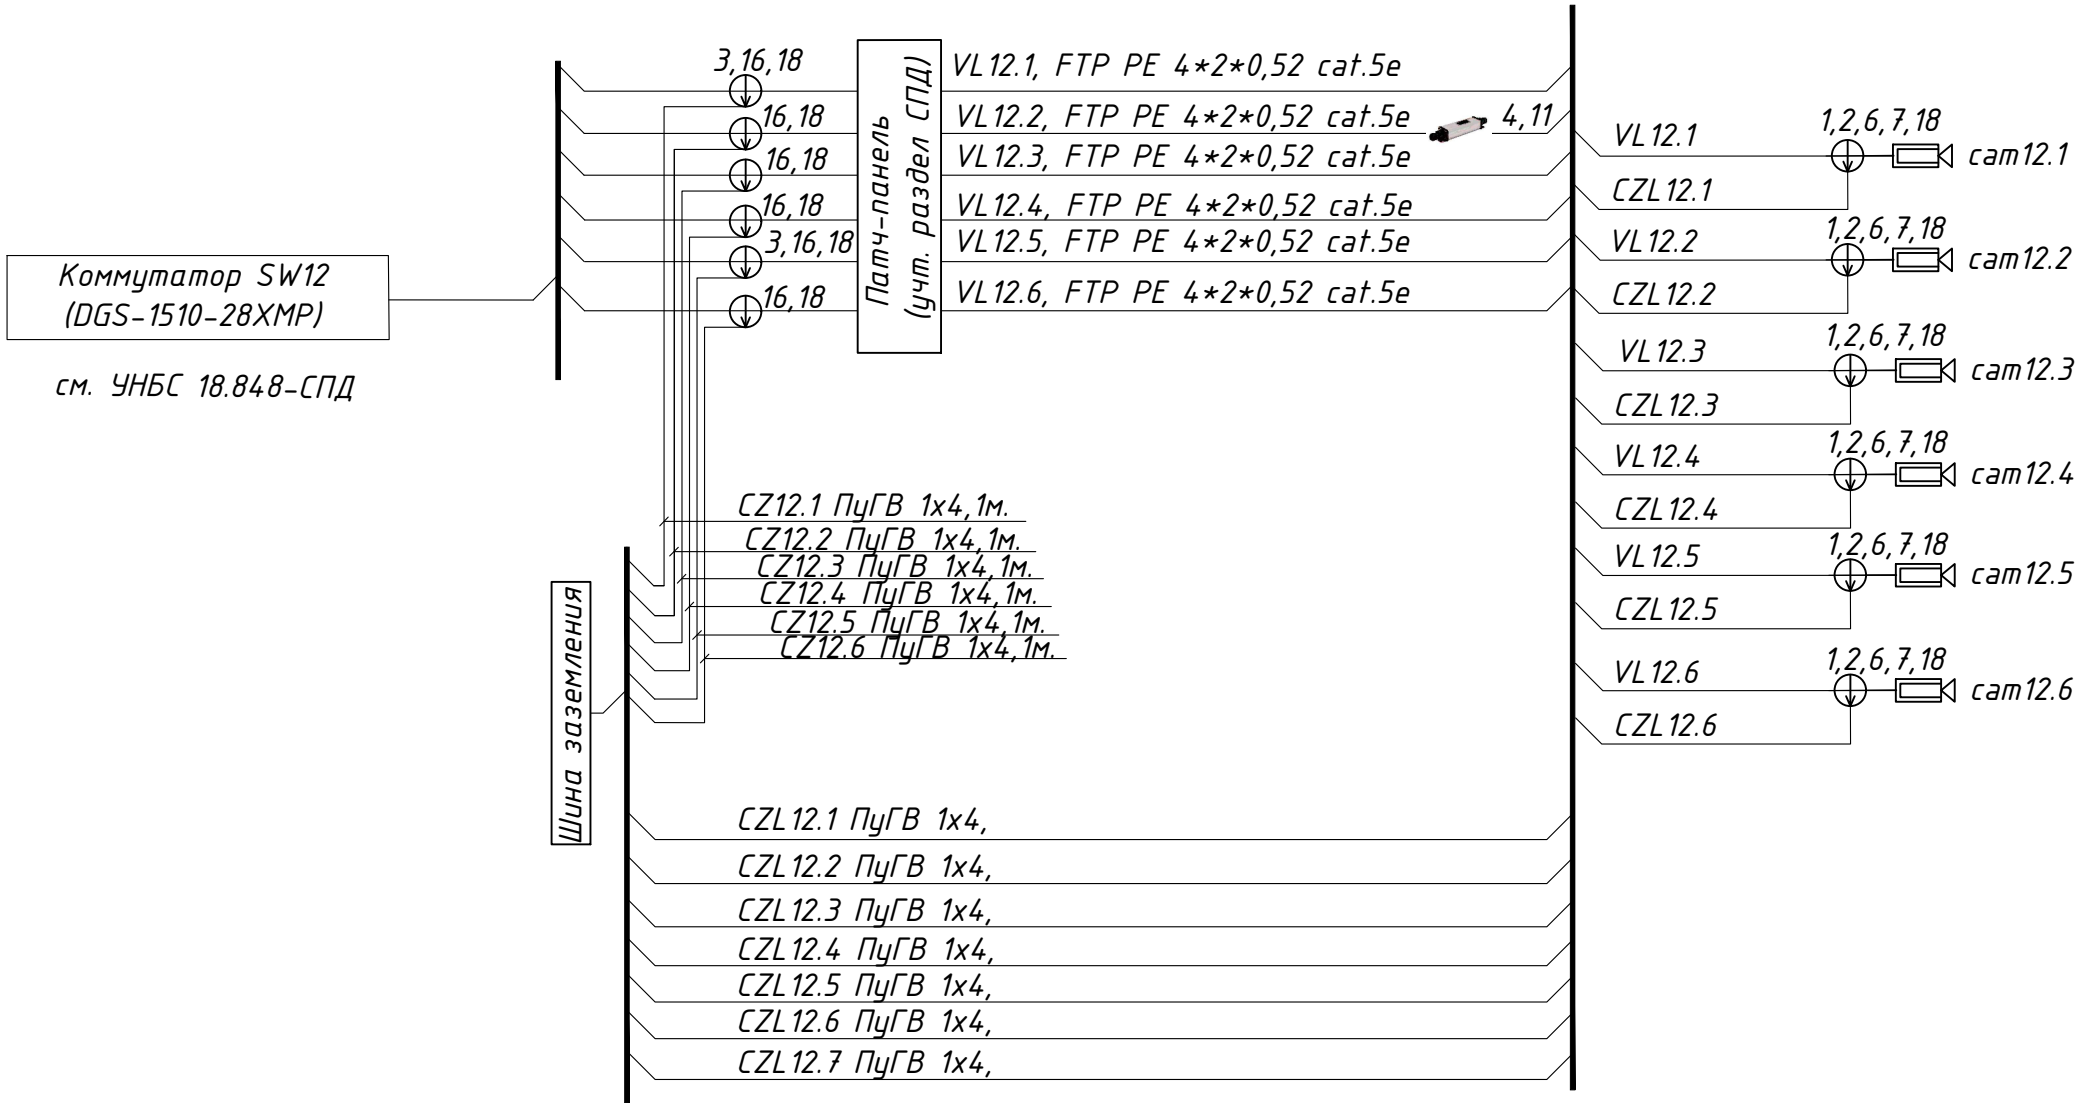 Коммутатор SW12
(DGS-1510-28XMP)
см. УНБС 18.848-СПД
3,16,18
16,18
16,18
16,18
3,16,18
16,18
Патч-панель
(учт. раздел СПД)
VL12.1, FTP PE 4*2*0,52 cat.5e
VL12.2, FTP PE 4*2*0,52 cat.5e
4,11
VL12.3, FTP PE 4*2*0,52 cat.5e
VL12.4, FTP PE 4*2*0,52 cat.5e
VL12.5, FTP PE 4*2*0,52 cat.5e
VL12.6, FTP PE 4*2*0,52 cat.5e
VL12.1
1,2,6,7,18
cam12.1
CZL12.1
VL12.2
1,2,6,7,18
cam12.2
CZL12.2
VL12.3
1,2,6,7,18
cam12.3
CZL12.3
VL12.4
1,2,6,7,18
cam12.4
CZL12.4
VL12.5
1,2,6,7,18
cam12.5
CZL12.5
VL12.6
1,2,6,7,18
cam12.6
CZL12.6
Шина заземления
CZ12.1 ПуГВ 1х4,1м.
CZ12.2 ПуГВ 1х4,1м.
CZ12.3 ПуГВ 1х4,1м.
CZ12.4 ПуГВ 1х4,1м.
CZ12.5 ПуГВ 1х4,1м.
CZ12.6 ПуГВ 1х4,1м.
CZL12.1 ПуГВ 1х4,
CZL12.2 ПуГВ 1х4,
CZL12.3 ПуГВ 1х4,
CZL12.4 ПуГВ 1х4,
CZL12.5 ПуГВ 1х4,
CZL12.6 ПуГВ 1х4,
CZL12.7 ПуГВ 1х4,